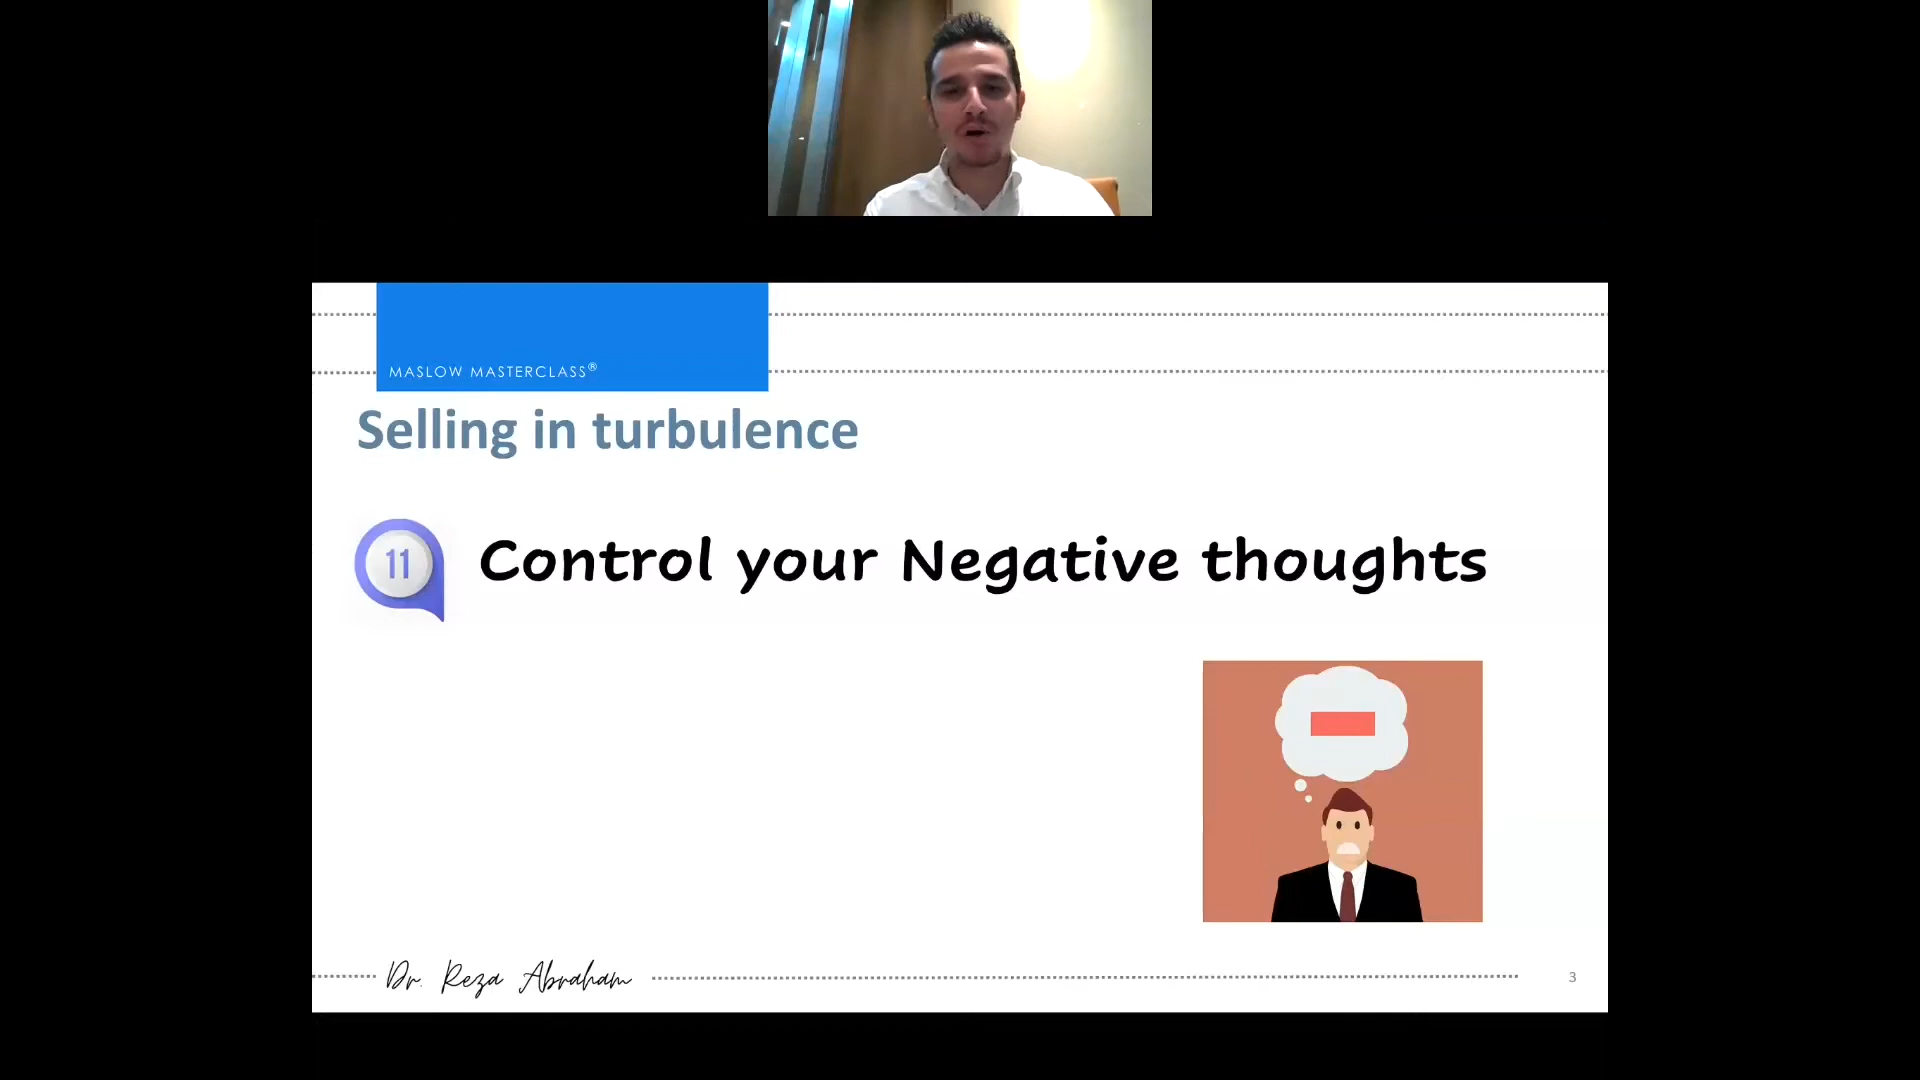 MASLOW MASTERCLASS®
Selling in turbulence
11 Control your Negative thoughts
Dr. Reza Abraham
3